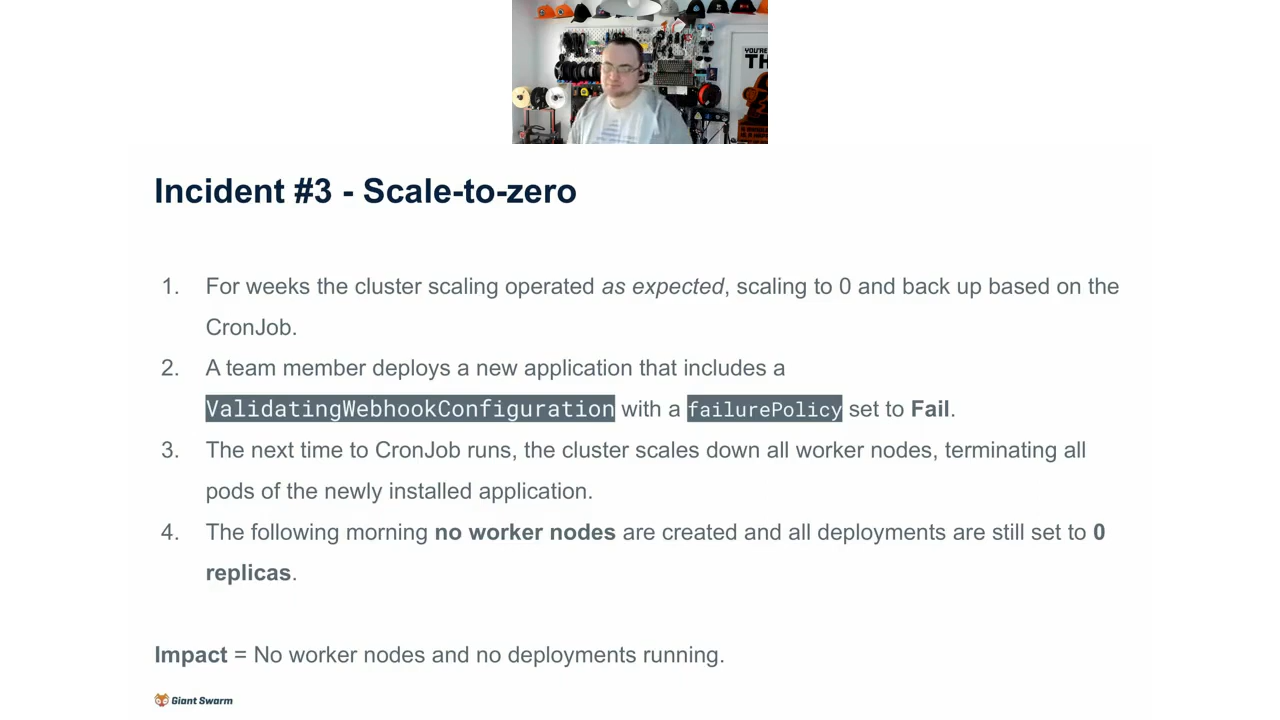 YOU'RE
TH
Incident #3 - Scale-to-zero
1. For weeks the cluster scaling operated as expected, scaling to 0 and back up based on the
CronJob.
2. A team member deploys a new application that includes a
ValidatingWebhookConfiguration with a failurePolicy set to Fail.
3. The next time to CronJob runs, the cluster scales down all worker nodes, terminating all
pods of the newly installed application.
4. The following morning no worker nodes are created and all deployments are still set to 0
replicas.
Impact = No worker nodes and no deployments running.
Giant Swarm